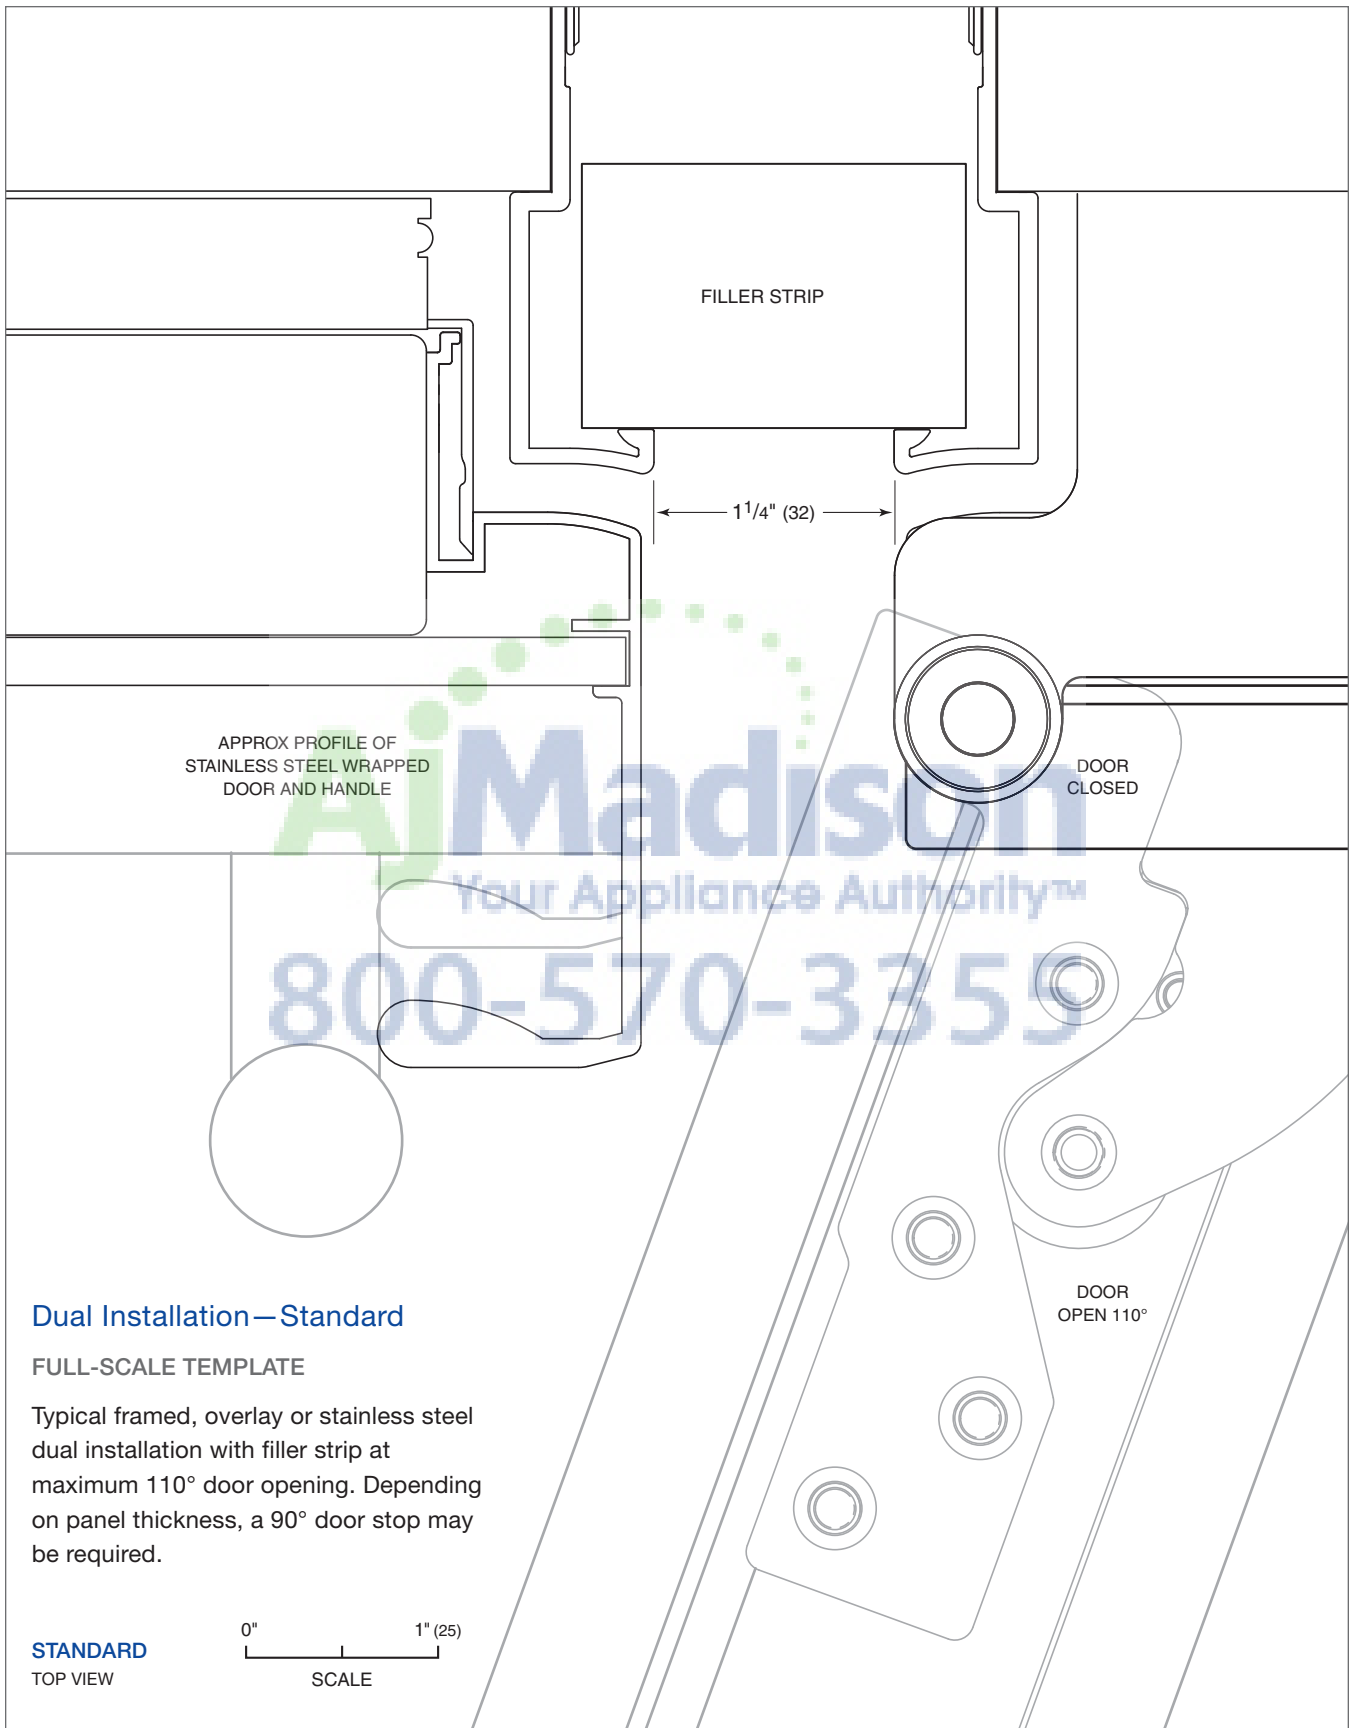 FILLER STRIP
1 1/4" (32)
APPROX PROFILE OF
STAINLESS STEEL WRAPPED
DOOR AND HANDLE
DOOR
CLOSED
AjMadison
Your Appliance Authority™
800-570-3355
DOOR
OPEN 110°
Dual Installation—Standard
FULL-SCALE TEMPLATE
Typical framed, overlay or stainless steel
dual installation with filler strip at
maximum 110° door opening. Depending
on panel thickness, a 90° door stop may
be required.
STANDARD
TOP VIEW
0" 1" (25)
SCALE